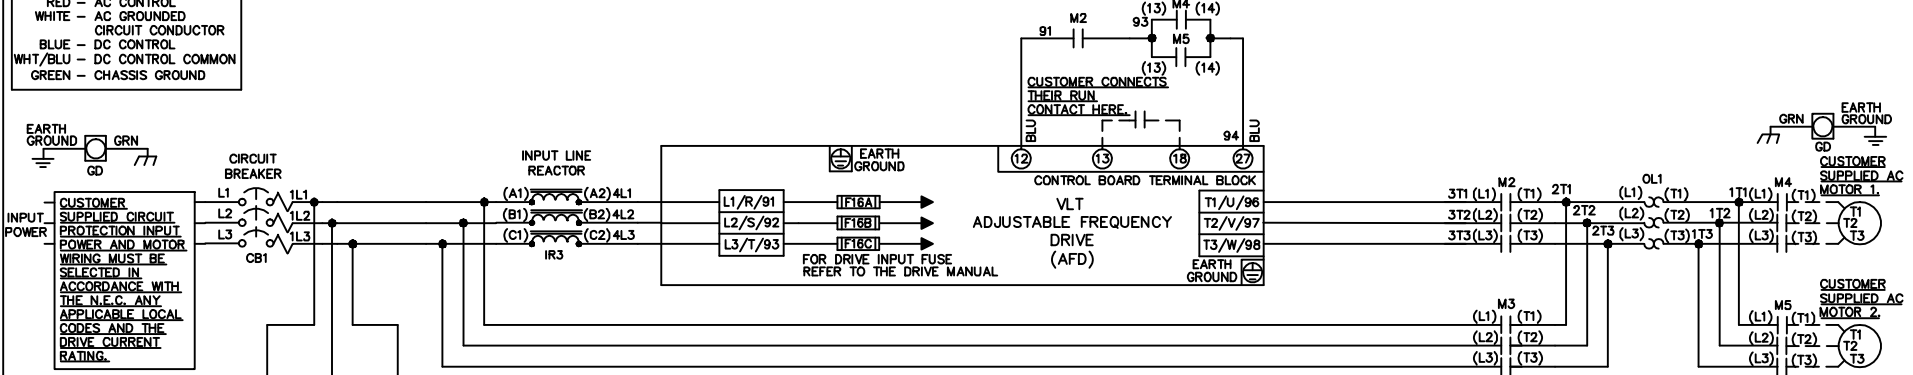 RED – AC CONTROL
WHITE – AC GROUNDED
CIRCUIT CONDUCTOR
BLUE – DC CONTROL
WHT/BLU – DC CONTROL COMMON
GREEN – CHASSIS GROUND
(13) M4 (14)
M2
91
93
M5
(13) (14)
CUSTOMER CONNECTS
THEIR RUN
CONTACT HERE.
BLU
94
BLU
12
13
18
27
CONTROL BOARD TERMINAL BLOCK
EARTH
GROUND
GRN
GD
CIRCUIT
BREAKER
L1
1L1
L2
1L2
L3
1L3
CB1
INPUT
POWER
CUSTOMER
SUPPLIED CIRCUIT
PROTECTION INPUT
POWER AND MOTOR
WIRING MUST BE
SELECTED IN
ACCORDANCE WITH
THE N.E.C. ANY
APPLICABLE LOCAL
CODES AND THE
DRIVE CURRENT
RATING.
INPUT LINE
REACTOR
(A1) (A2) 4L1
(B1) (B2) 4L2
(C1) (C2) 4L3
IR3
EARTH
GROUND
L1/R/91
L2/S/92
L3/T/93
F16A
F16B
F16C
FOR DRIVE INPUT FUSE
REFER TO THE DRIVE MANUAL
VLT
ADJUSTABLE FREQUENCY
DRIVE
(AFD)
T1/U/96
T2/V/97
T3/W/98
EARTH
GROUND
M2
3T1 (L1) (T1) 2T1
3T2 (L2) (T2) 2T2
3T3 (L3) (T3) 2T3
OL1
(L1) (T1) 1T1
(L2) (T2) 1T2
(L3) (T3) 1T3
M4
(L1) (T1)
(L2) (T2)
(L3) (T3)
EARTH
GROUND
GRN
GD
CUSTOMER
SUPPLIED AC
MOTOR 1.
T1
T2
T3
M3
(L1) (T1)
(L2) (T2)
(L3) (T3)
M5
(L1) (T1)
(L2) (T2)
(L3) (T3)
CUSTOMER
SUPPLIED AC
MOTOR 2.
T1
T2
T3